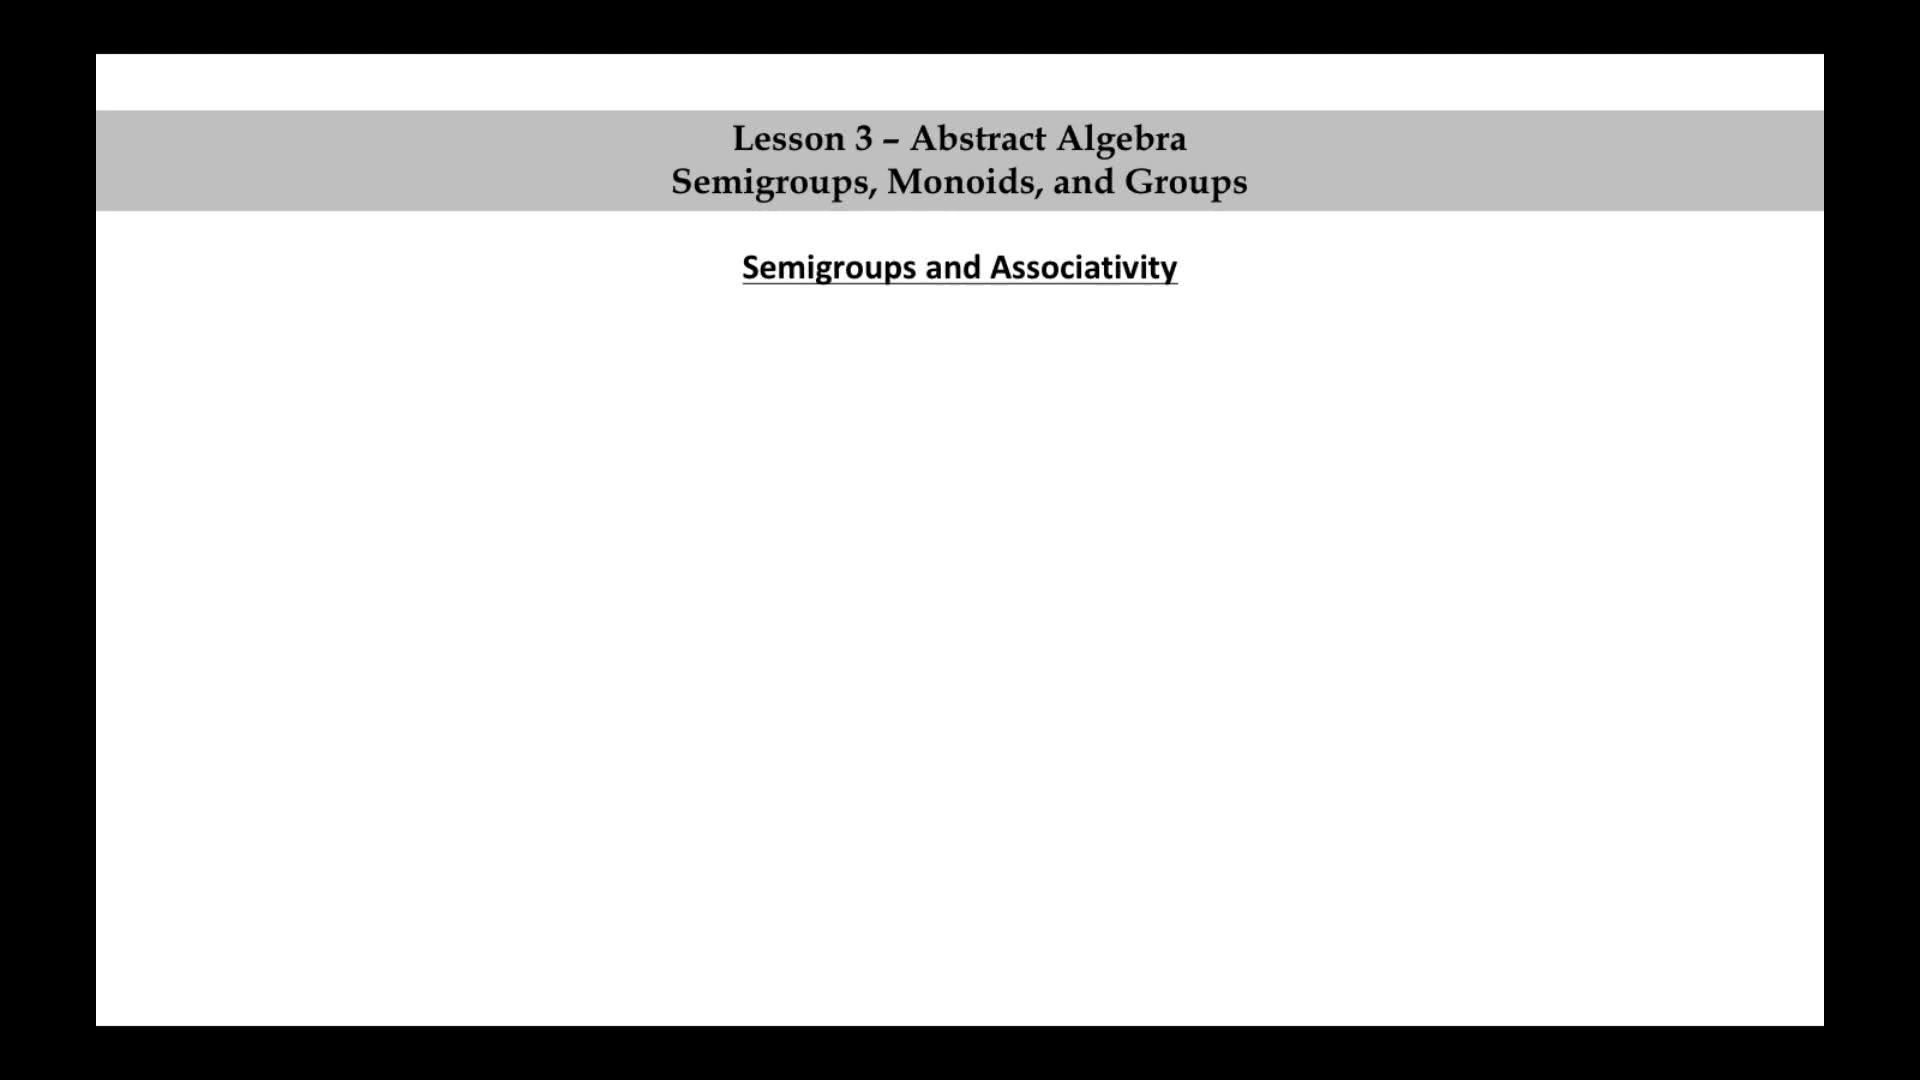 Lesson 3 – Abstract Algebra
Semigroups, Monoids, and Groups
Semigroups and Associativity